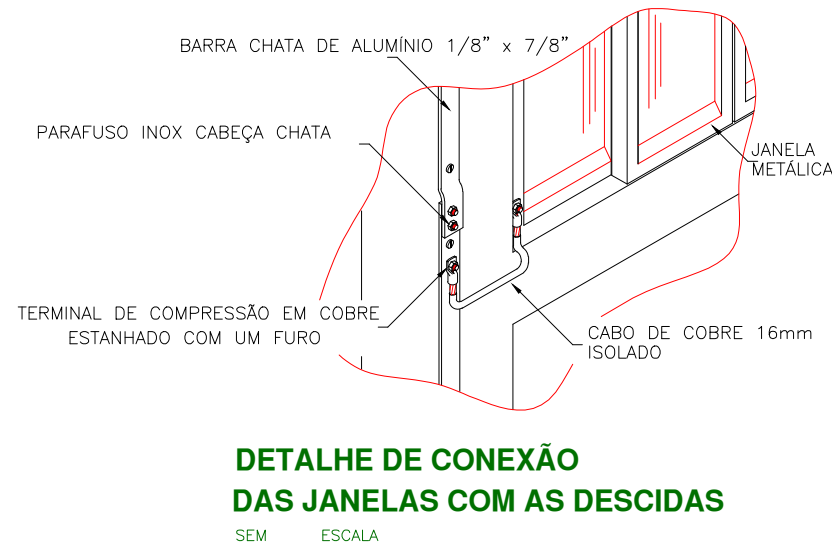 BARRA CHATA DE ALUMÍNIO 1/8” x 7/8”
PARAFUSO INOX CABEÇA CHATA
JANELA
METÁLICA
TERMINAL DE COMPRESSÃO EM COBRE
ESTANHADO COM UM FURO
CABO DE COBRE 16mm
ISOLADO
DETALHE DE CONEXÃO
DAS JANELAS COM AS DESCIDAS
SEM ESCALA